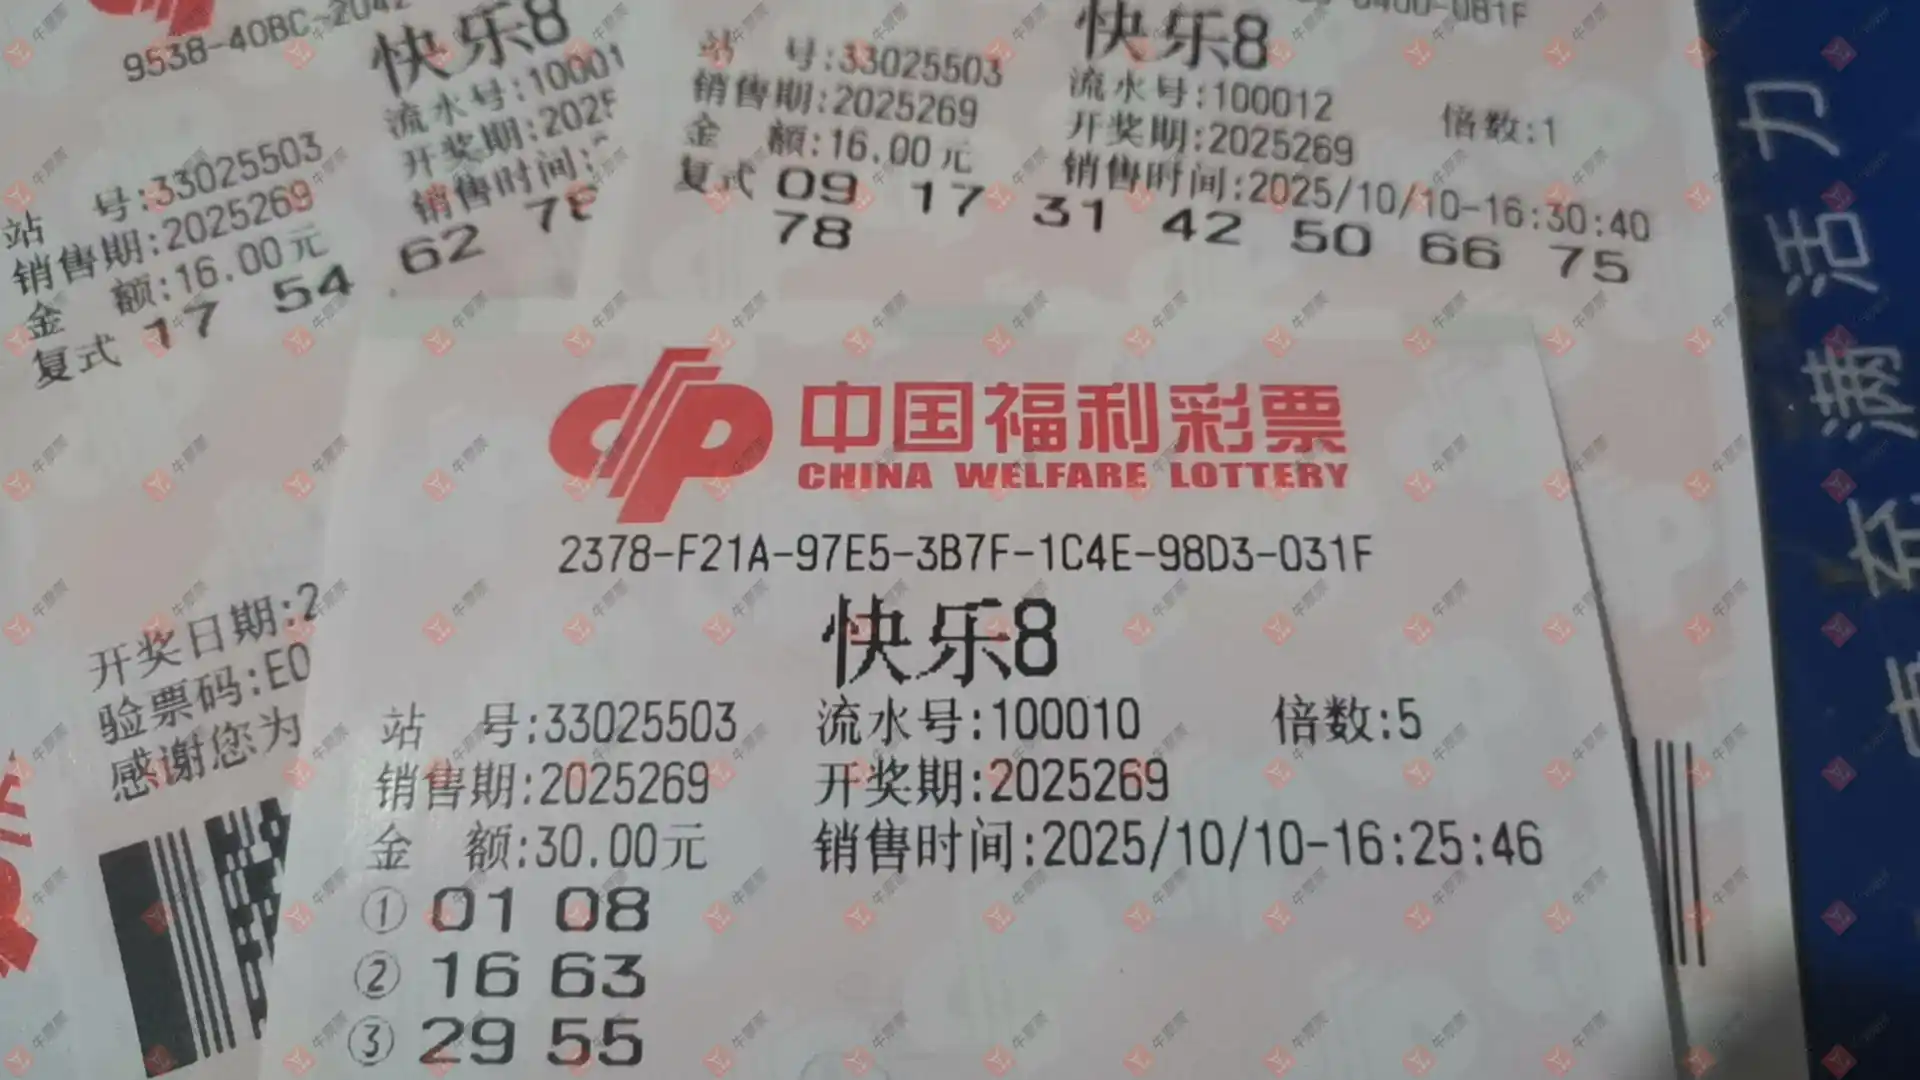 9538-40BC-2042
快乐8
流水号:10001
开奖期:202
销售时间:
站 号:33025503
销售期:2025269
金 额:16.00元
复式 17 54 62 78
开奖日期:2
验票码:E0
感谢您为
0400-081F
快乐8
站 号:33025503 流水号:100012 倍数:1
销售期:2025269 开奖期:2025269
金 额:16.00元 销售时间:2025/10/10-16:30:40
复式 09 17 31 42 50 66 75
78
中国福利彩票
CHINA WELFARE LOTTERY
2378-F21A-97E5-3B7F-1C4E-98D3-031F
快乐8
站 号:33025503 流水号:100010 倍数:5
销售期:2025269 开奖期:2025269
金 额:30.00元 销售时间:2025/10/10-16:25:46
① 01 08
② 16 63
③ 29 55
充满活力